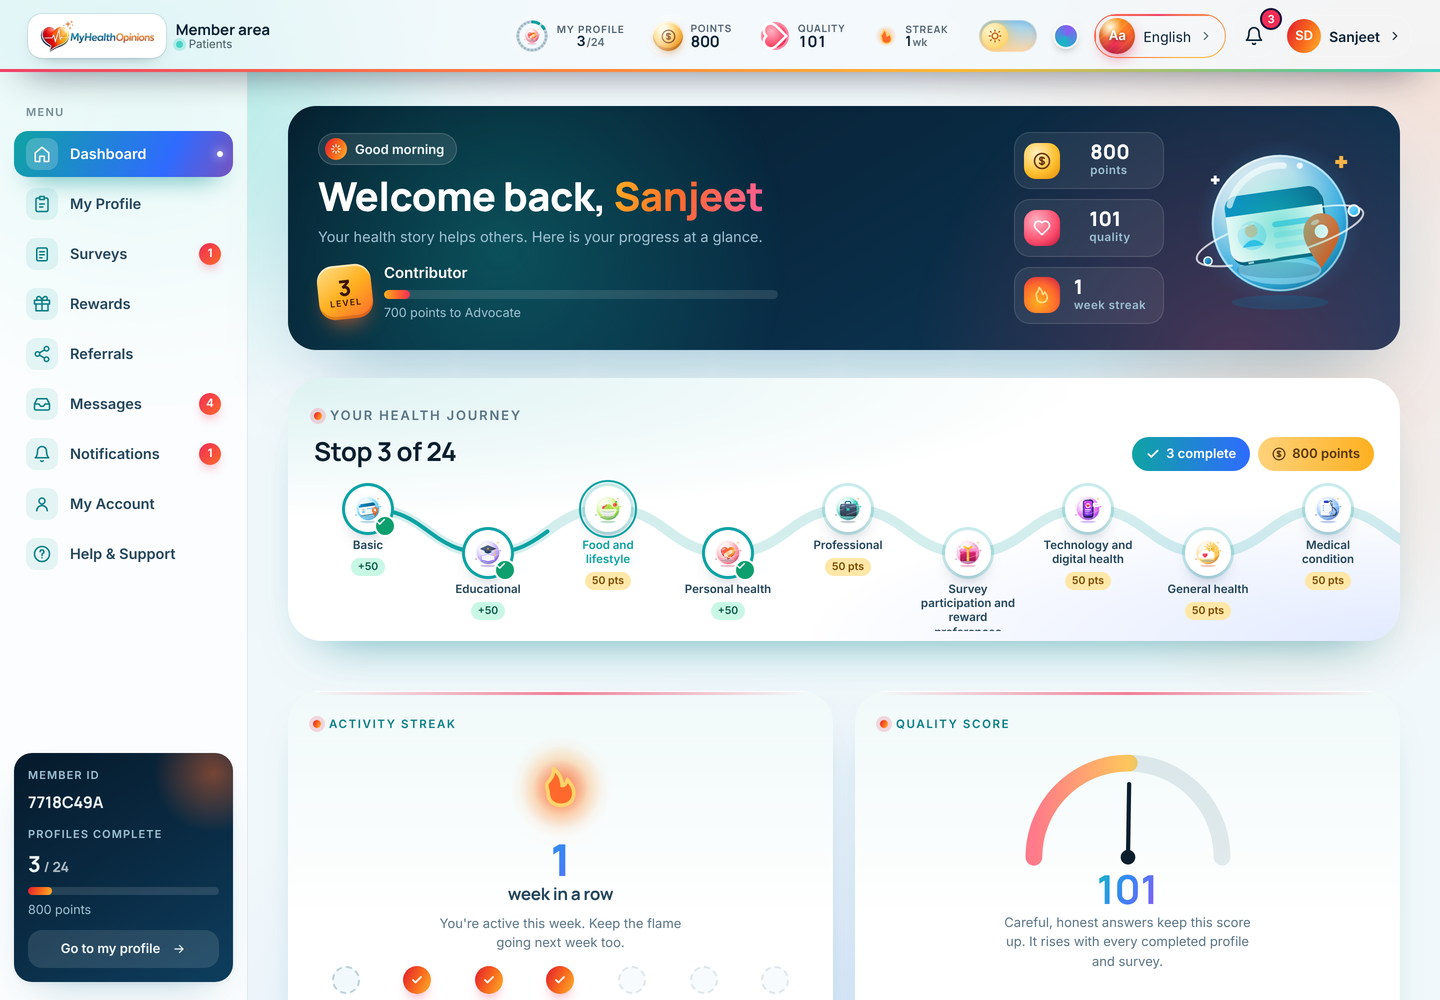 MyHealthOpinions
Member area
Patients
MY PROFILE
3/24
POINTS
800
QUALITY
101
STREAK
1wk
Aa
English
3
SD
Sanjeet
MENU
Dashboard
My Profile
Surveys
1
Rewards
Referrals
Messages
4
Notifications
1
My Account
Help & Support
MEMBER ID
7718C49A
PROFILES COMPLETE
3 / 24
800 points
Go to my profile
Good morning
Welcome back, Sanjeet
Your health story helps others. Here is your progress at a glance.
3
LEVEL
Contributor
700 points to Advocate
800
points
101
quality
1
week streak
YOUR HEALTH JOURNEY
Stop 3 of 24
3 complete
800 points
Basic
+50
Educational
+50
Food and
lifestyle
50 pts
Personal health
+50
Professional
50 pts
Survey
participation and
reward
Technology and
digital health
50 pts
General health
50 pts
Medical
condition
50 pts
ACTIVITY STREAK
1
week in a row
You're active this week. Keep the flame
going next week too.
QUALITY SCORE
101
Careful, honest answers keep this score
up. It rises with every completed profile
and survey.